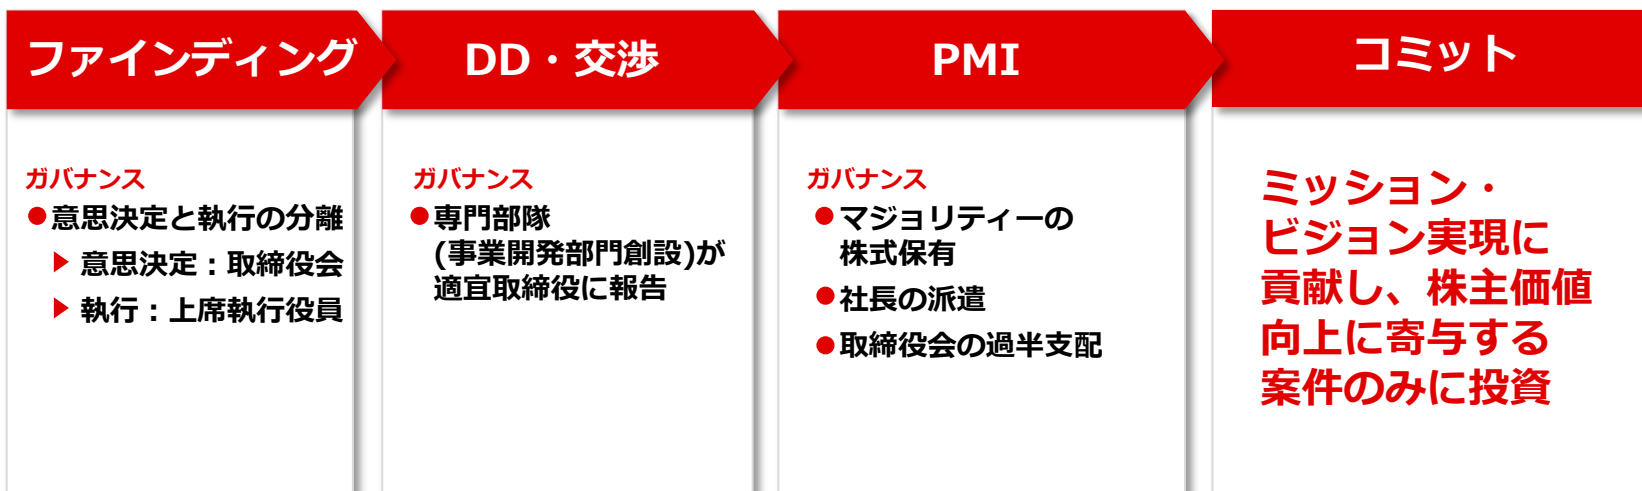 ファインディング
DD・交渉
PMI
コミット
ガバナンス
●意思決定と執行の分離
▶ 意思決定：取締役会
▶ 執行：上席執行役員
ガバナンス
●専門部隊
(事業開発部門創設)が
適宜取締役に報告
ガバナンス
●マジョリティーの
株式保有
●社長の派遣
●取締役会の過半支配
ミッション・
ビジョン実現に
貢献し、株主価値
向上に寄与する
案件のみに投資